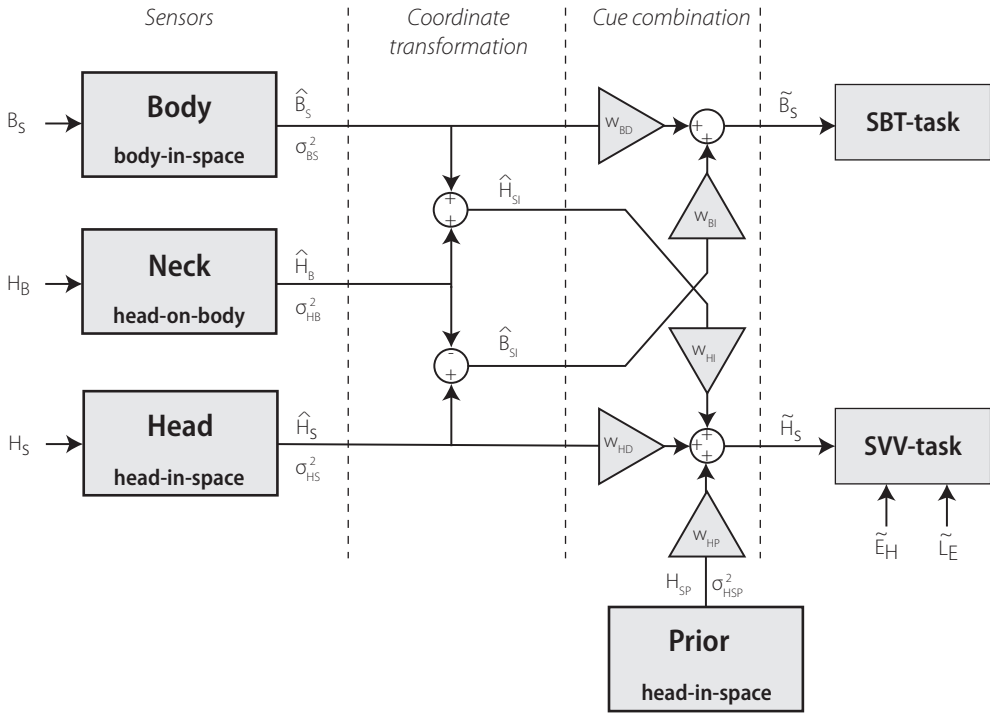 Sensors
Coordinate
transformation
Cue combination
B_S
Body
body-in-space
B̂_S
σ²_BS
w_BD
+
+
B̃_S
SBT-task
+
+
Ĥ_SI
w_BI
H_B
Neck
head-on-body
Ĥ_B
σ²_HB
-
+
B̂_SI
w_HI
H_S
Head
head-in-space
Ĥ_S
σ²_HS
w_HD
+
+
+
H̃_S
SVV-task
w_HP
Ẽ_H
L̃_E
H_SP
σ²_HSP
Prior
head-in-space